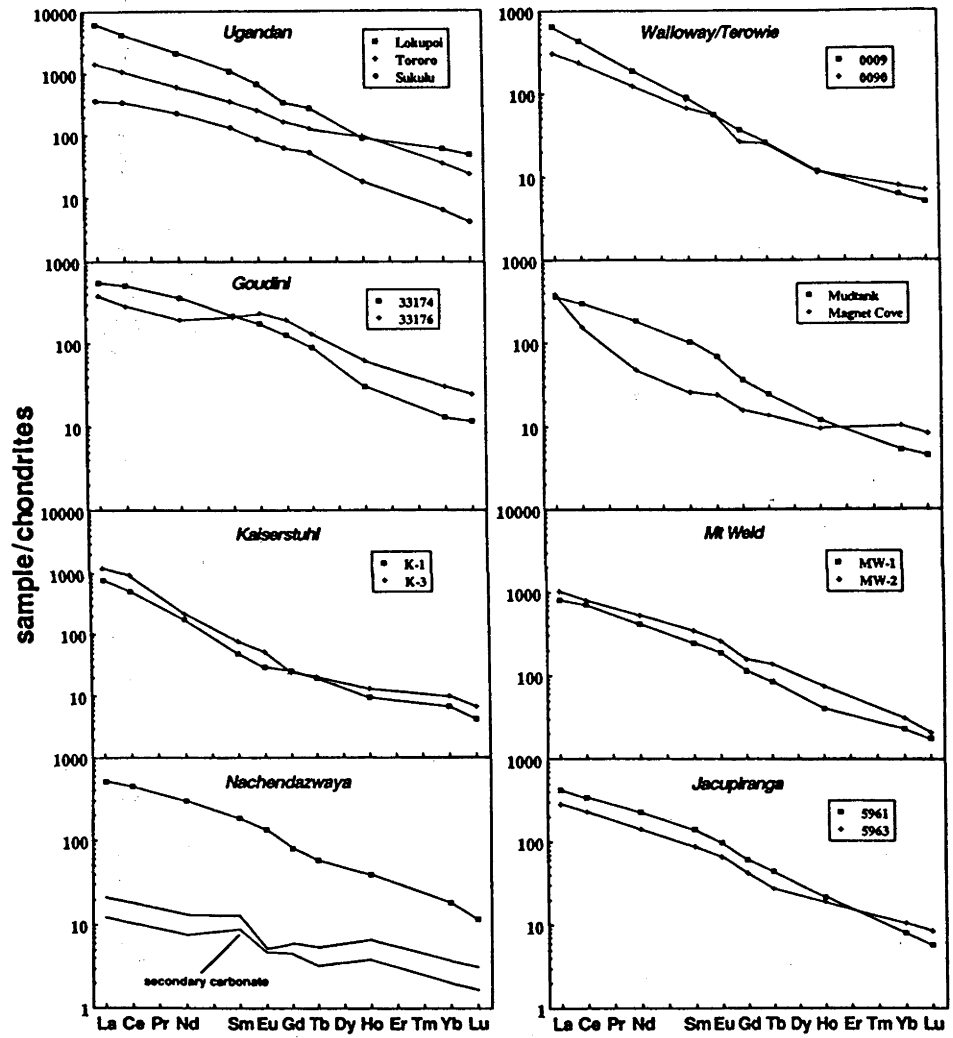 sample/chondrites
10000
1000
100
10
1
Ugandan
Lokupoi
Tororo
Sukulu
1000
100
10
Walloway/Terowie
0009
0090
1000
100
10
Goudini
33174
33176
1000
100
10
Mudtank
Magnet Cove
10000
1000
100
10
Kaiserstuhl
K-1
K-3
10000
1000
100
Mt Weld
MW-1
MW-2
1000
100
10
1
Nachendazwaya
secondary carbonate
La Ce Pr Nd Sm Eu Gd Tb Dy Ho Er Tm Yb Lu
1000
100
10
1
Jacupiranga
5961
5963
La Ce Pr Nd Sm Eu Gd Tb Dy Ho Er Tm Yb Lu